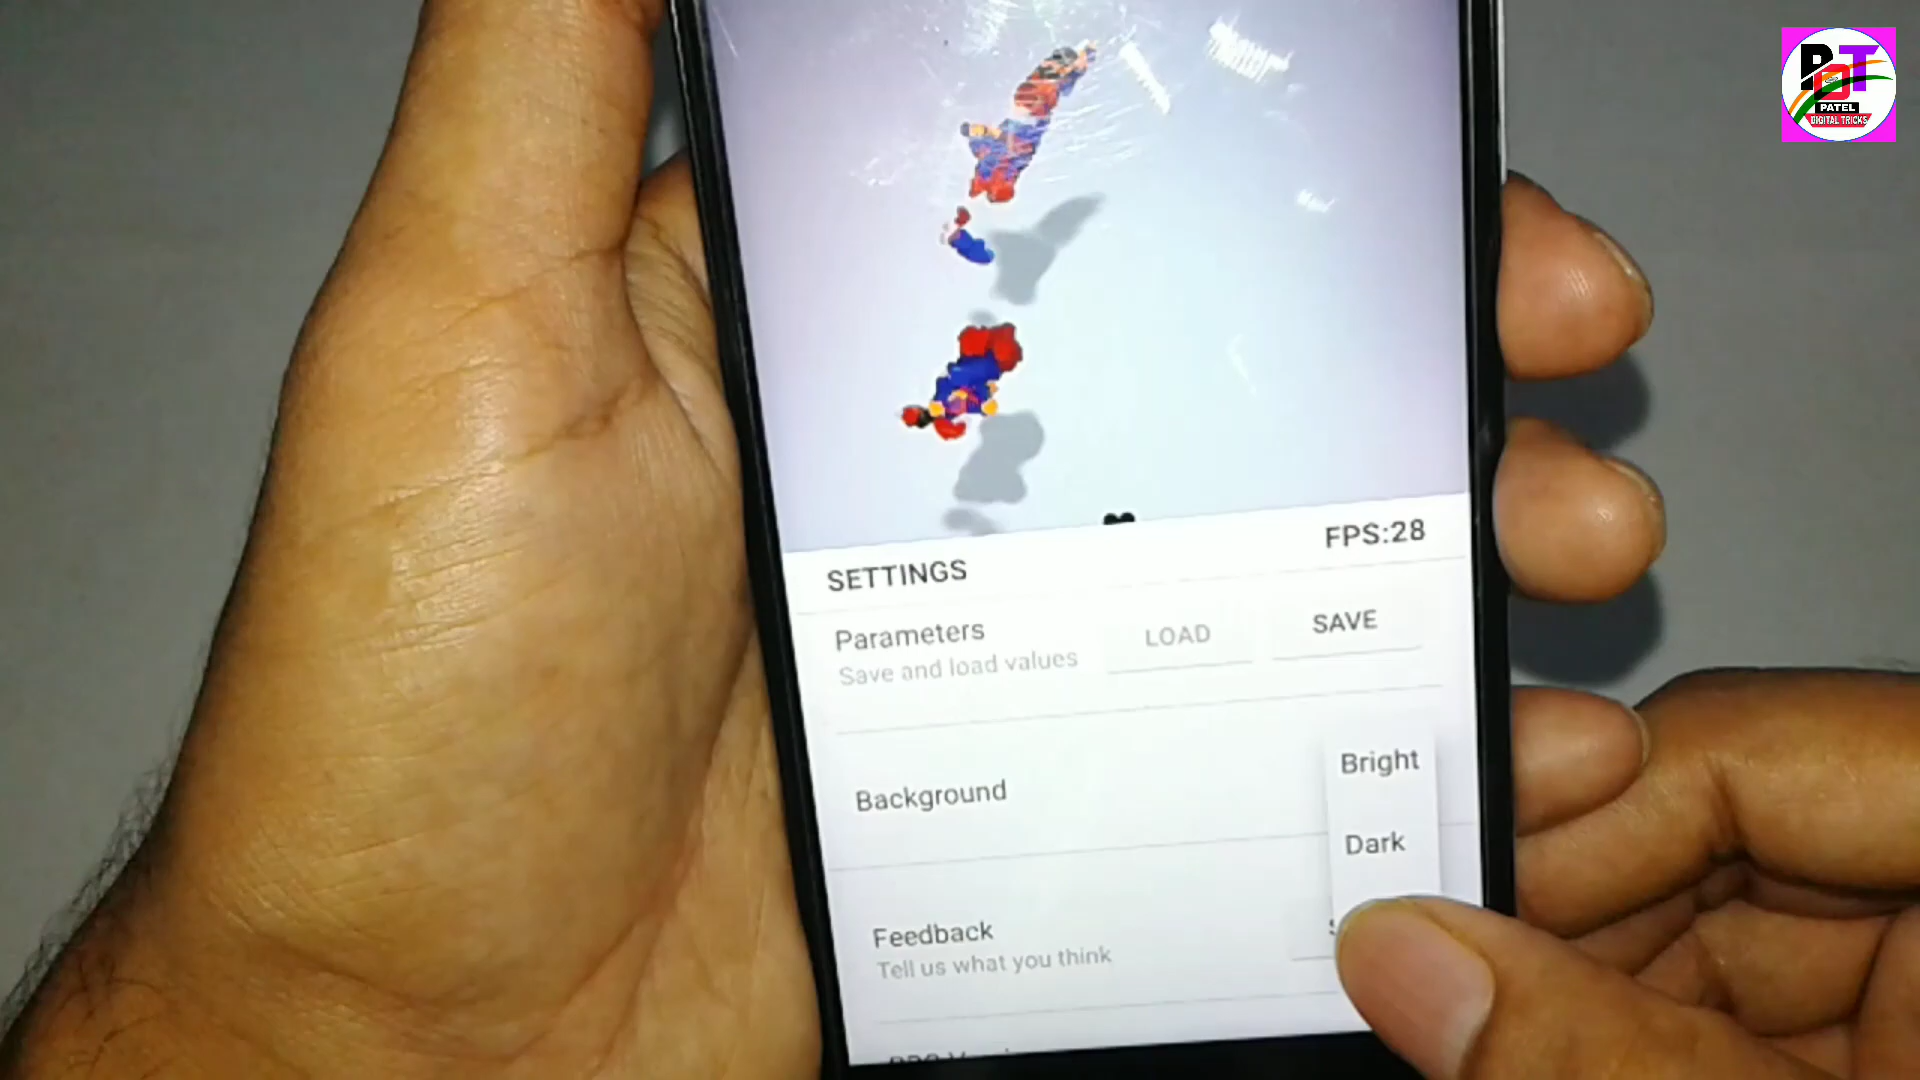 PDT
PATEL
DIGITAL TRICKS
FPS:28
SETTINGS
Parameters
Save and load values
LOAD
SAVE
Bright
Background
Dark
Feedback
Tell us what you think